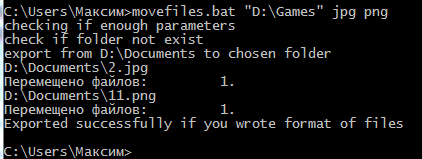 C:\Users\Максим>movefiles.bat "D:\Games" jpg png
Checking if enough parameters
check if folder not exist
export from D:\Documents to chosen folder
D:\Documents\2.jpg
Перемещено файлов:         1.
D:\Documents\11.png
Перемещено файлов:         1.
Exported successfully if you wrote format of files
C:\Users\Максим>